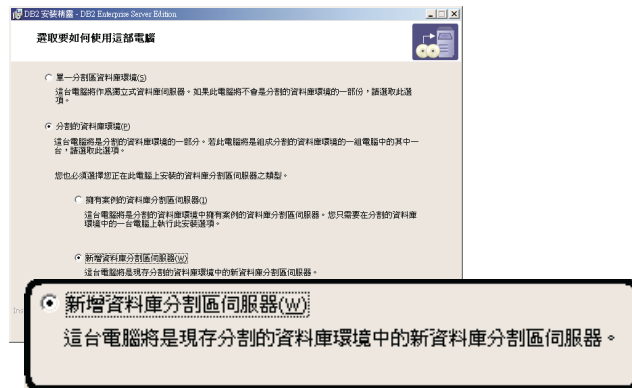 DB2 安裝精靈 - DB2 Enterprise Server Edition
選取要如何使用這部電腦
單一分割區資料庫環境(S)
這台電腦將作為獨立式資料庫伺服器。如果此電腦將不會是分割的資料庫環境的一部份，請選取此選
項。
分割的資料庫環境(P)
這台電腦將是分割的資料庫環境的一部分。若此電腦將是組成分割的資料庫環境的一組電腦中的其中一
台，請選取此選項。
您也必須選擇您正在此電腦上安裝的資料庫分割區伺服器之類型。
擁有案例的資料庫分割區伺服器(I)
這台電腦將是分割的資料庫環境中擁有案例的資料庫分割區伺服器。您只需要在分割的資料庫
環境中的一台電腦上執行此安裝選項。
新增資料庫分割區伺服器(W)
這台電腦將是現存分割的資料庫環境中的新資料庫分割區伺服器。
新增資料庫分割區伺服器(W)
這台電腦將是現存分割的資料庫環境中的新資料庫分割區伺服器。